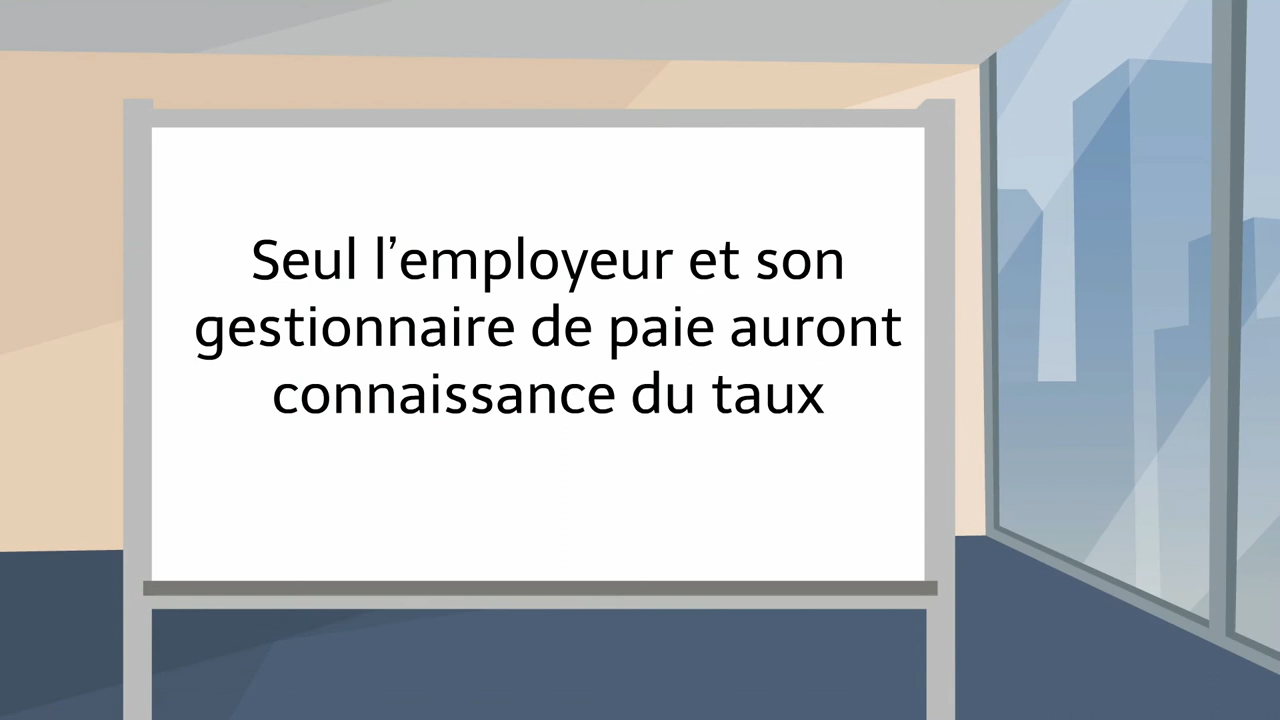 Seul l’employeur et son
gestionnaire de paie auront
connaissance du taux